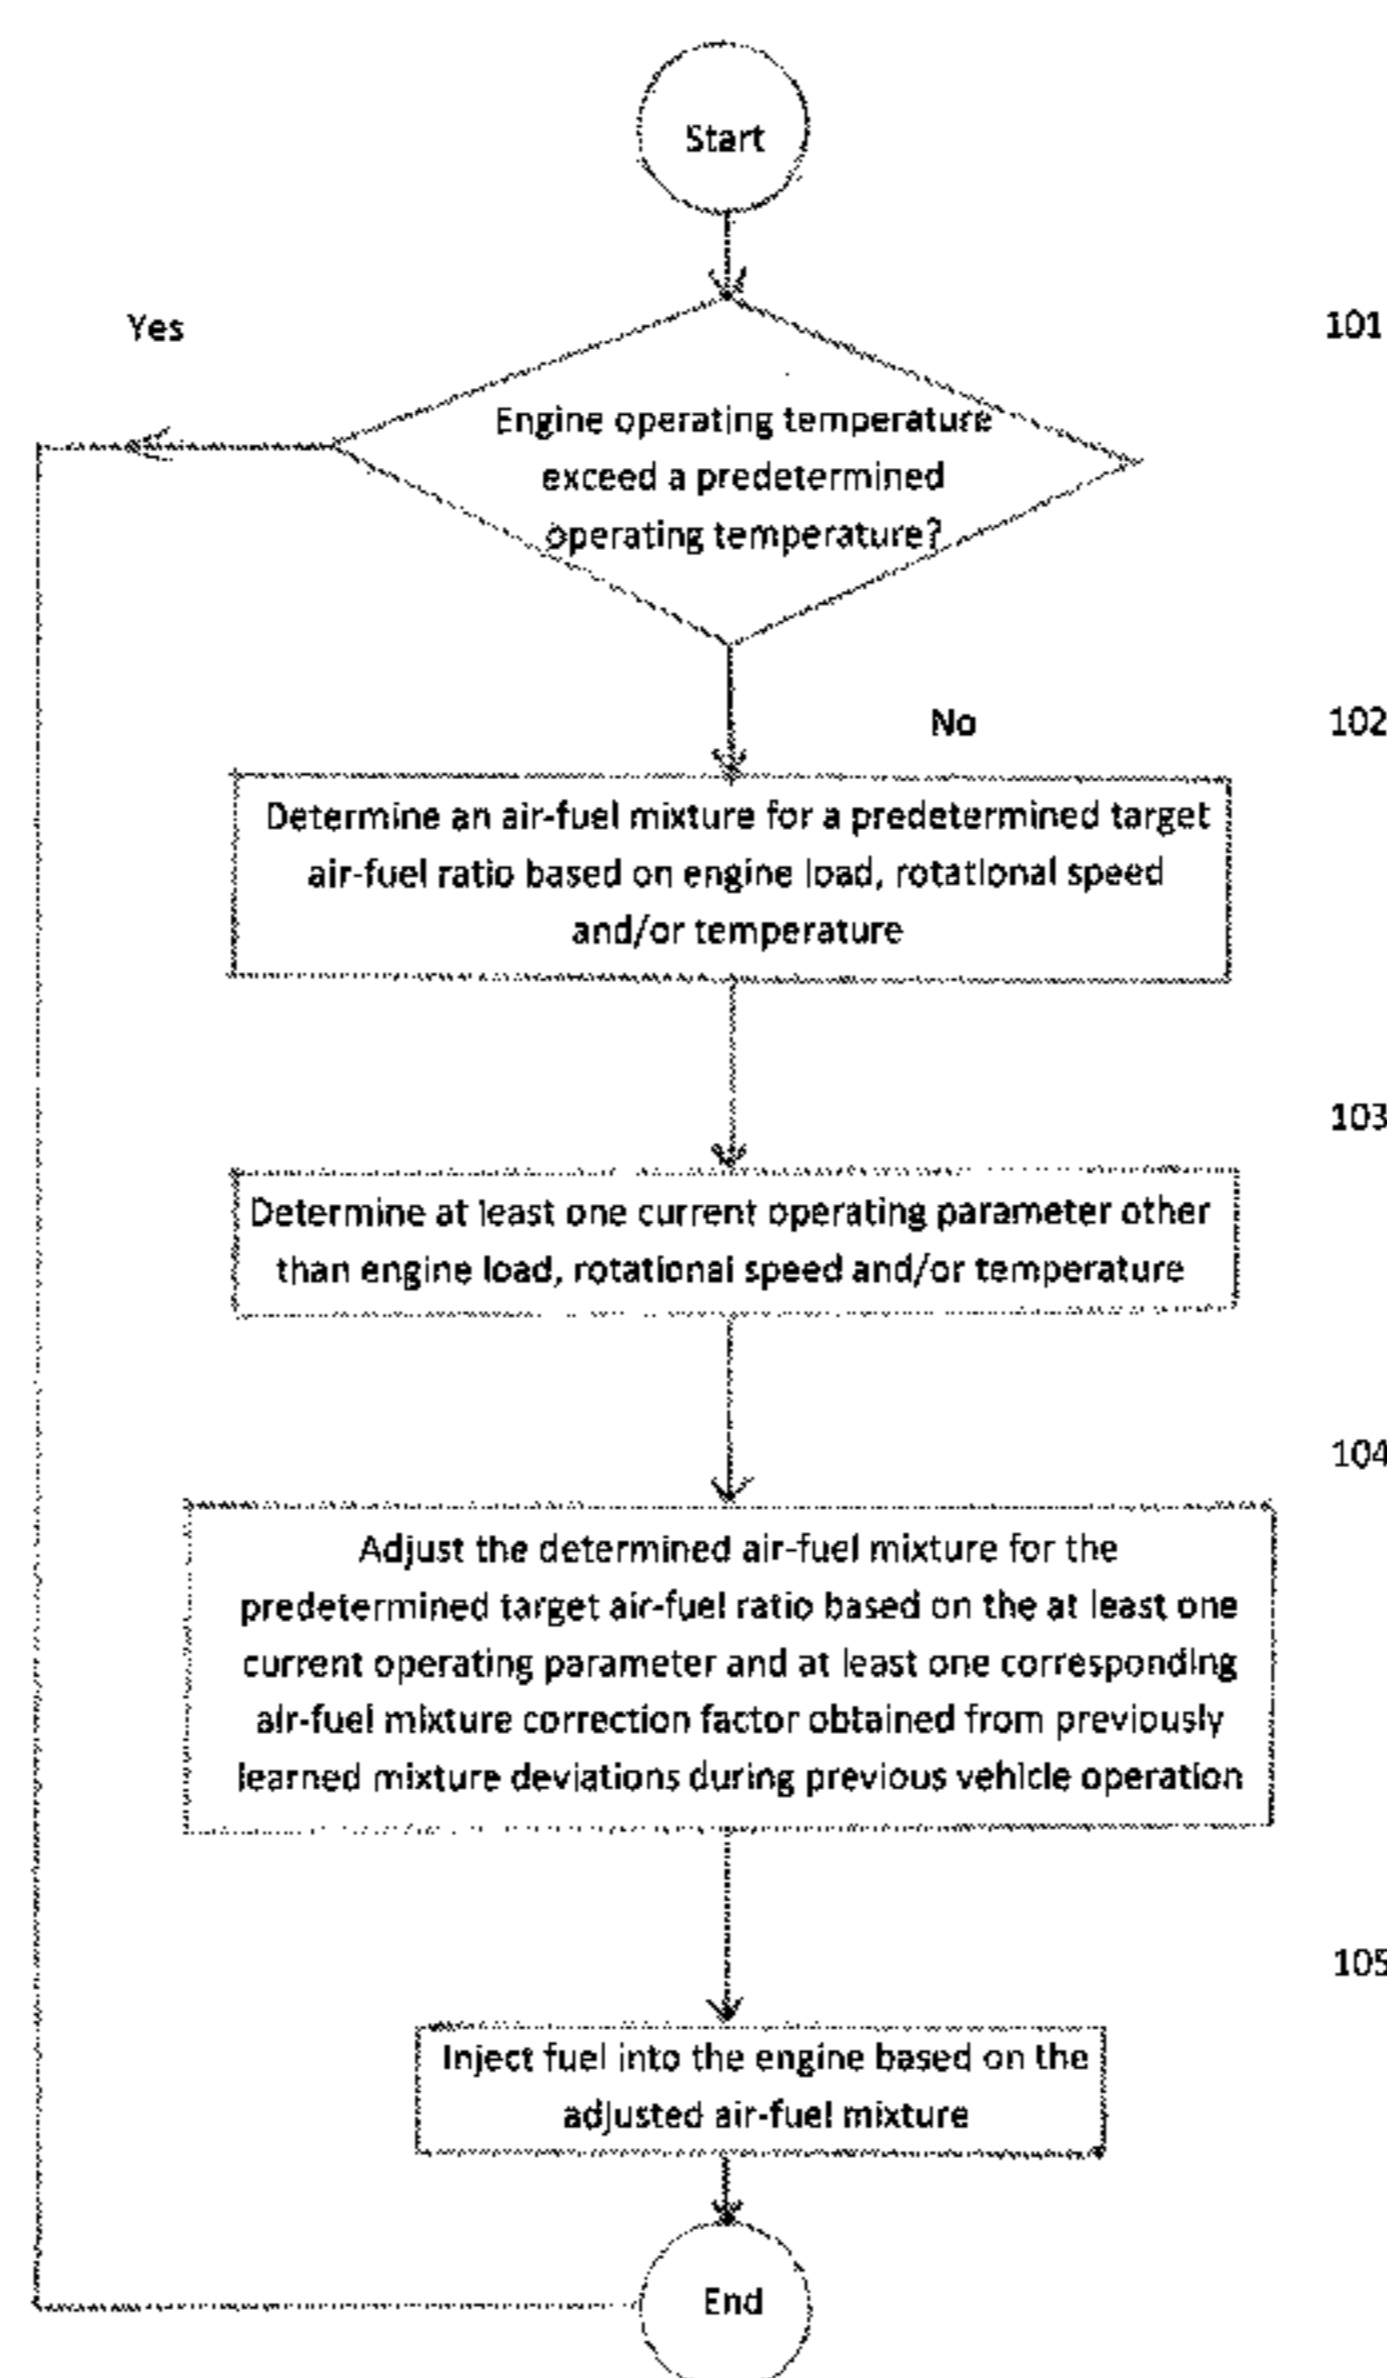 Start
Yes
101
Engine operating temperature
exceed a predetermined
operating temperature?
No
102
Determine an air-fuel mixture for a predetermined target
air-fuel ratio based on engine load, rotational speed
and/or temperature
103
Determine at least one current operating parameter other
than engine load, rotational speed and/or temperature
104
Adjust the determined air-fuel mixture for the
predetermined target air-fuel ratio based on the at least one
current operating parameter and at least one corresponding
air-fuel mixture correction factor obtained from previously
learned mixture deviations during previous vehicle operation
105
Inject fuel into the engine based on the
adjusted air-fuel mixture
End